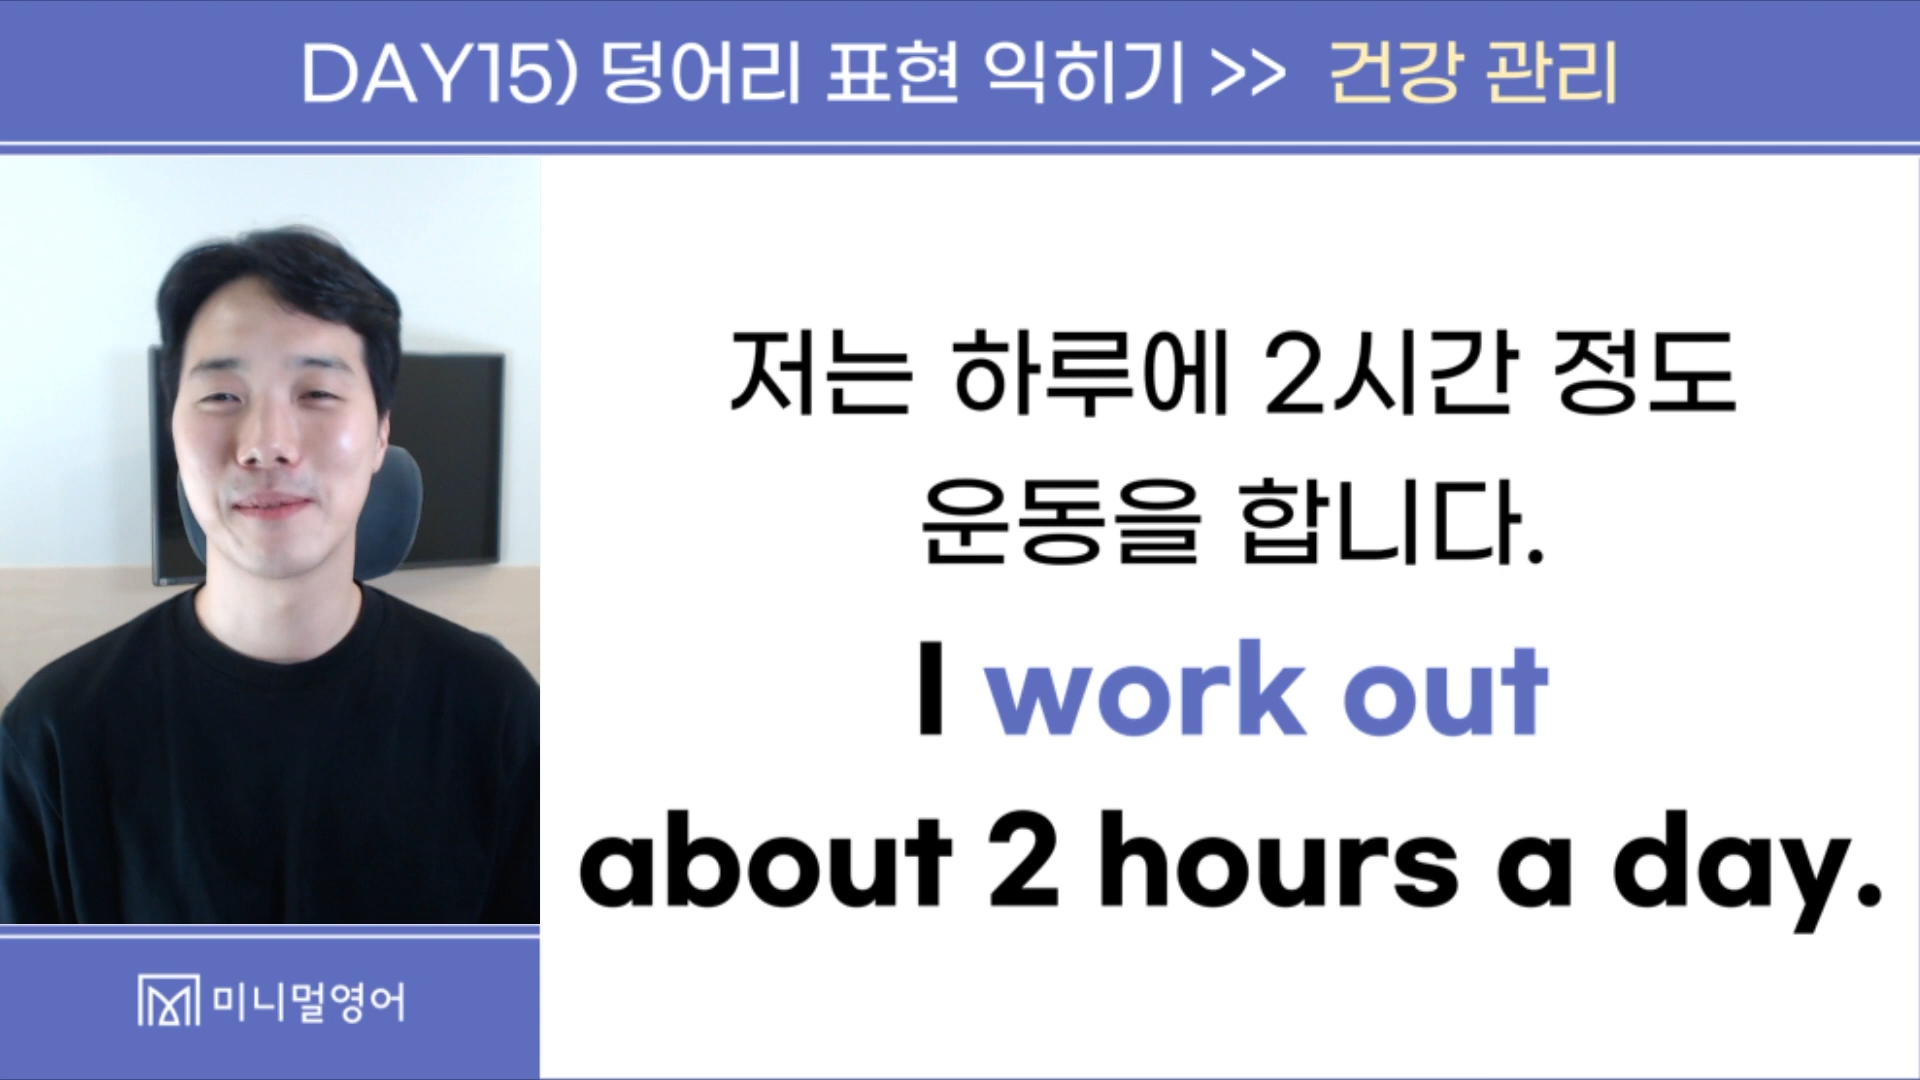 DAY15) 덩어리 표현 익히기 >> 건강 관리
저는 하루에 2시간 정도
운동을 합니다.
I work out
about 2 hours a day.
미니멀영어